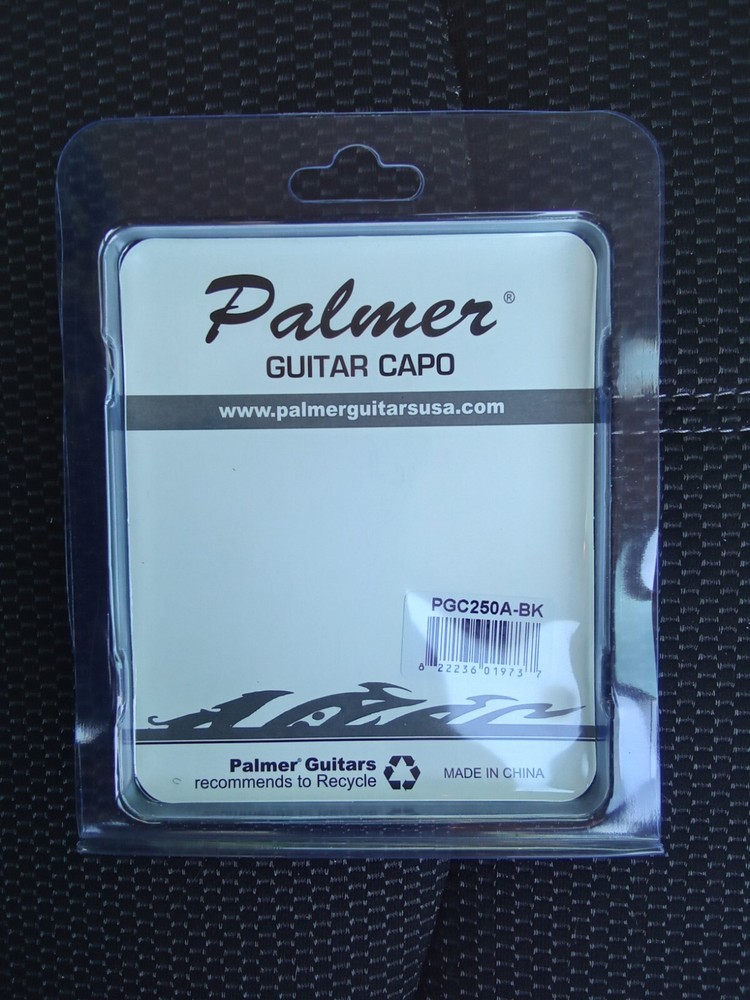 Palmer®
GUITAR CAPO
www.palmerguitarsusa.com
PGC250A-BK
8 22236 01973 7
Palmer® Guitars
recommends to Recycle
MADE IN CHINA